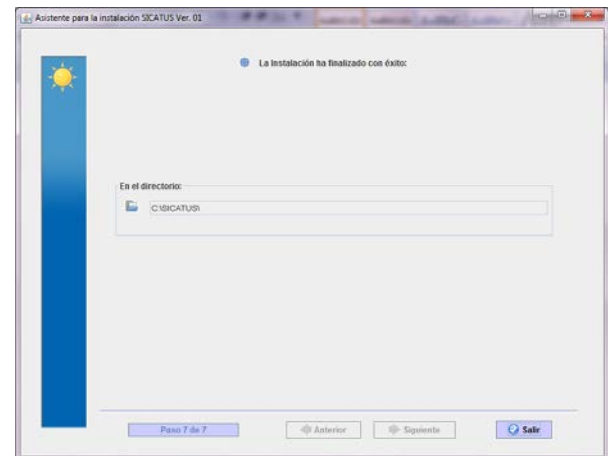 Asistente para la instalación SICATUS Ver. 01
La Instalación ha finalizado con éxito:
En el directorio:
C:\SICATUS\
Paso 7 de 7
Anterior
Siguiente
Salir